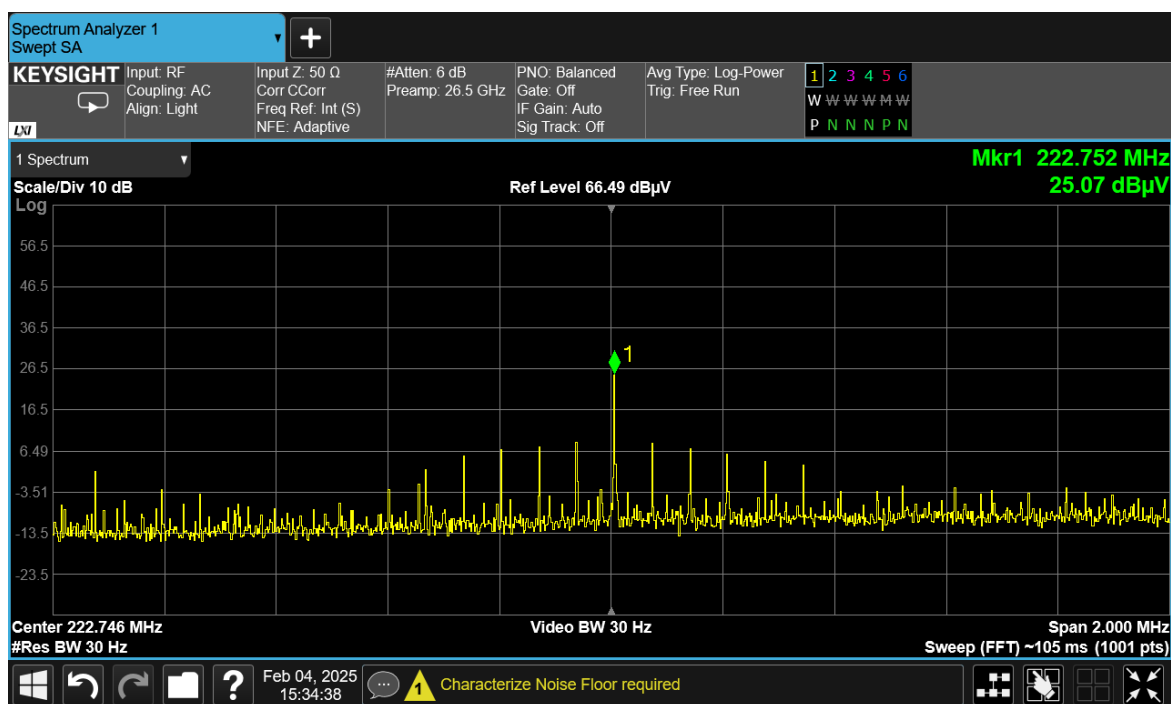 Spectrum Analyzer 1
Swept SA
+
KEYSIGHT
LXI
Input: RF
Coupling: AC
Align: Light
Input Z: 50 Ω
Corr CCorr
Freq Ref: Int (S)
NFE: Adaptive
#Atten: 6 dB
Preamp: 26.5 GHz
PNO: Balanced
Gate: Off
IF Gain: Auto
Sig Track: Off
Avg Type: Log-Power
Trig: Free Run
1 2 3 4 5 6
W W W W M W
P N N N P N
1 Spectrum
Mkr1 222.752 MHz
25.07 dBµV
Scale/Div 10 dB
Ref Level 66.49 dBµV
Log
56.5
46.5
36.5
26.5
16.5
6.49
-3.51
-13.5
-23.5
1
Center 222.746 MHz
Video BW 30 Hz
Span 2.000 MHz
#Res BW 30 Hz
Sweep (FFT) ~105 ms (1001 pts)
?
Feb 04, 2025
15:34:38
1
Characterize Noise Floor required